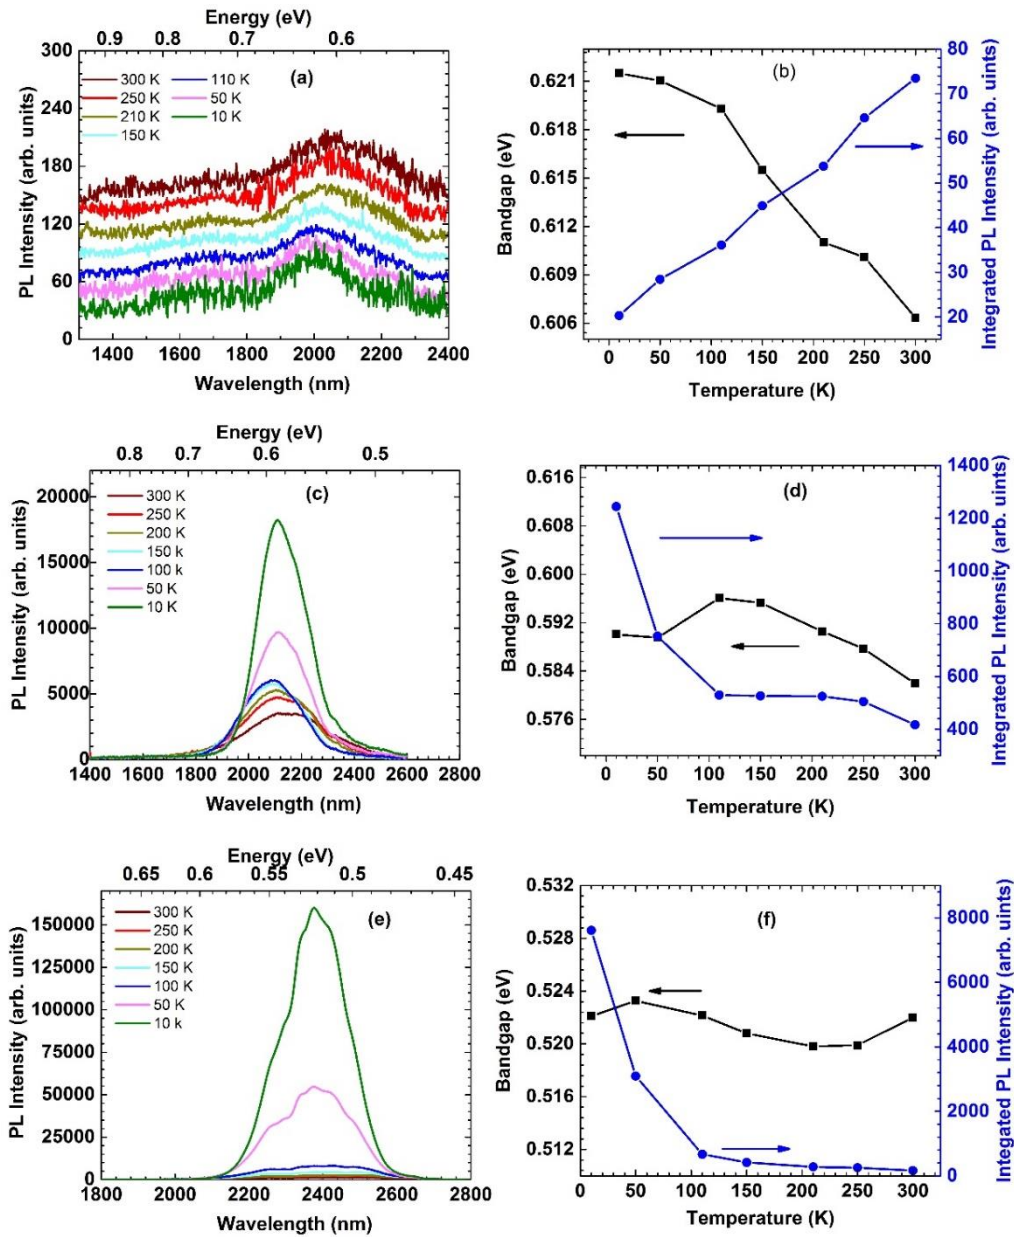 Energy (eV)
0.9 0.8 0.7 0.6
300
240
180
120
60
0
PL Intensity (arb. units)
(a)
300 K 110 K
250 K 50 K
210 K 10 K
150 K
1400 1600 1800 2000 2200 2400
Wavelength (nm)
(b)
0.621
0.618
0.615
0.612
0.609
0.606
Bandgap (eV)
80
70
60
50
40
30
20
Integrated PL Intensity (arb. uints)
0 50 100 150 200 250 300
Temperature (K)
Energy (eV)
0.8 0.7 0.6 0.5
20000
15000
10000
5000
0
PL Intensity (arb. units)
(c)
300 K
250 K
200 K
150 k
100 k
50 K
10 K
1400 1600 1800 2000 2200 2400 2600 2800
Wavelength (nm)
(d)
0.616
0.608
0.600
0.592
0.584
0.576
Bandgap (eV)
1400
1200
1000
800
600
400
Integrated PL Intensity (arb. uints)
0 50 100 150 200 250 300
Temperature (K)
Energy (eV)
0.65 0.6 0.55 0.5 0.45
150000
125000
100000
75000
50000
25000
0
PL Intensity (arb. units)
(e)
300 K
250 K
200 K
150 K
100 K
50 K
10 k
1800 2000 2200 2400 2600 2800
Wavelength (nm)
(f)
0.532
0.528
0.524
0.520
0.516
0.512
Bandgap (eV)
8000
6000
4000
2000
0
Integated PL Intensity (arb. uints)
0 50 100 150 200 250 300
Temperature (K)